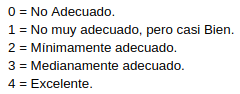 0 = No Adecuado.
1 = No muy adecuado, pero casi Bien.
2 = Mínimamente adecuado.
3 = Medianamente adecuado.
4 = Excelente.